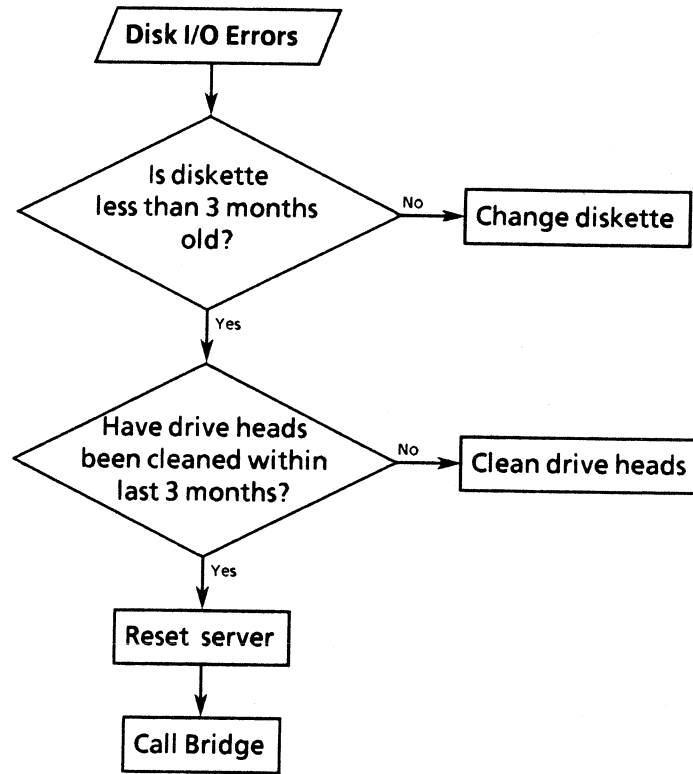 Disk I/O Errors
Is diskette
less than 3 months
old?
No
Change diskette
Yes
Have drive heads
been cleaned within
last 3 months?
No
Clean drive heads
Yes
Reset server
Call Bridge